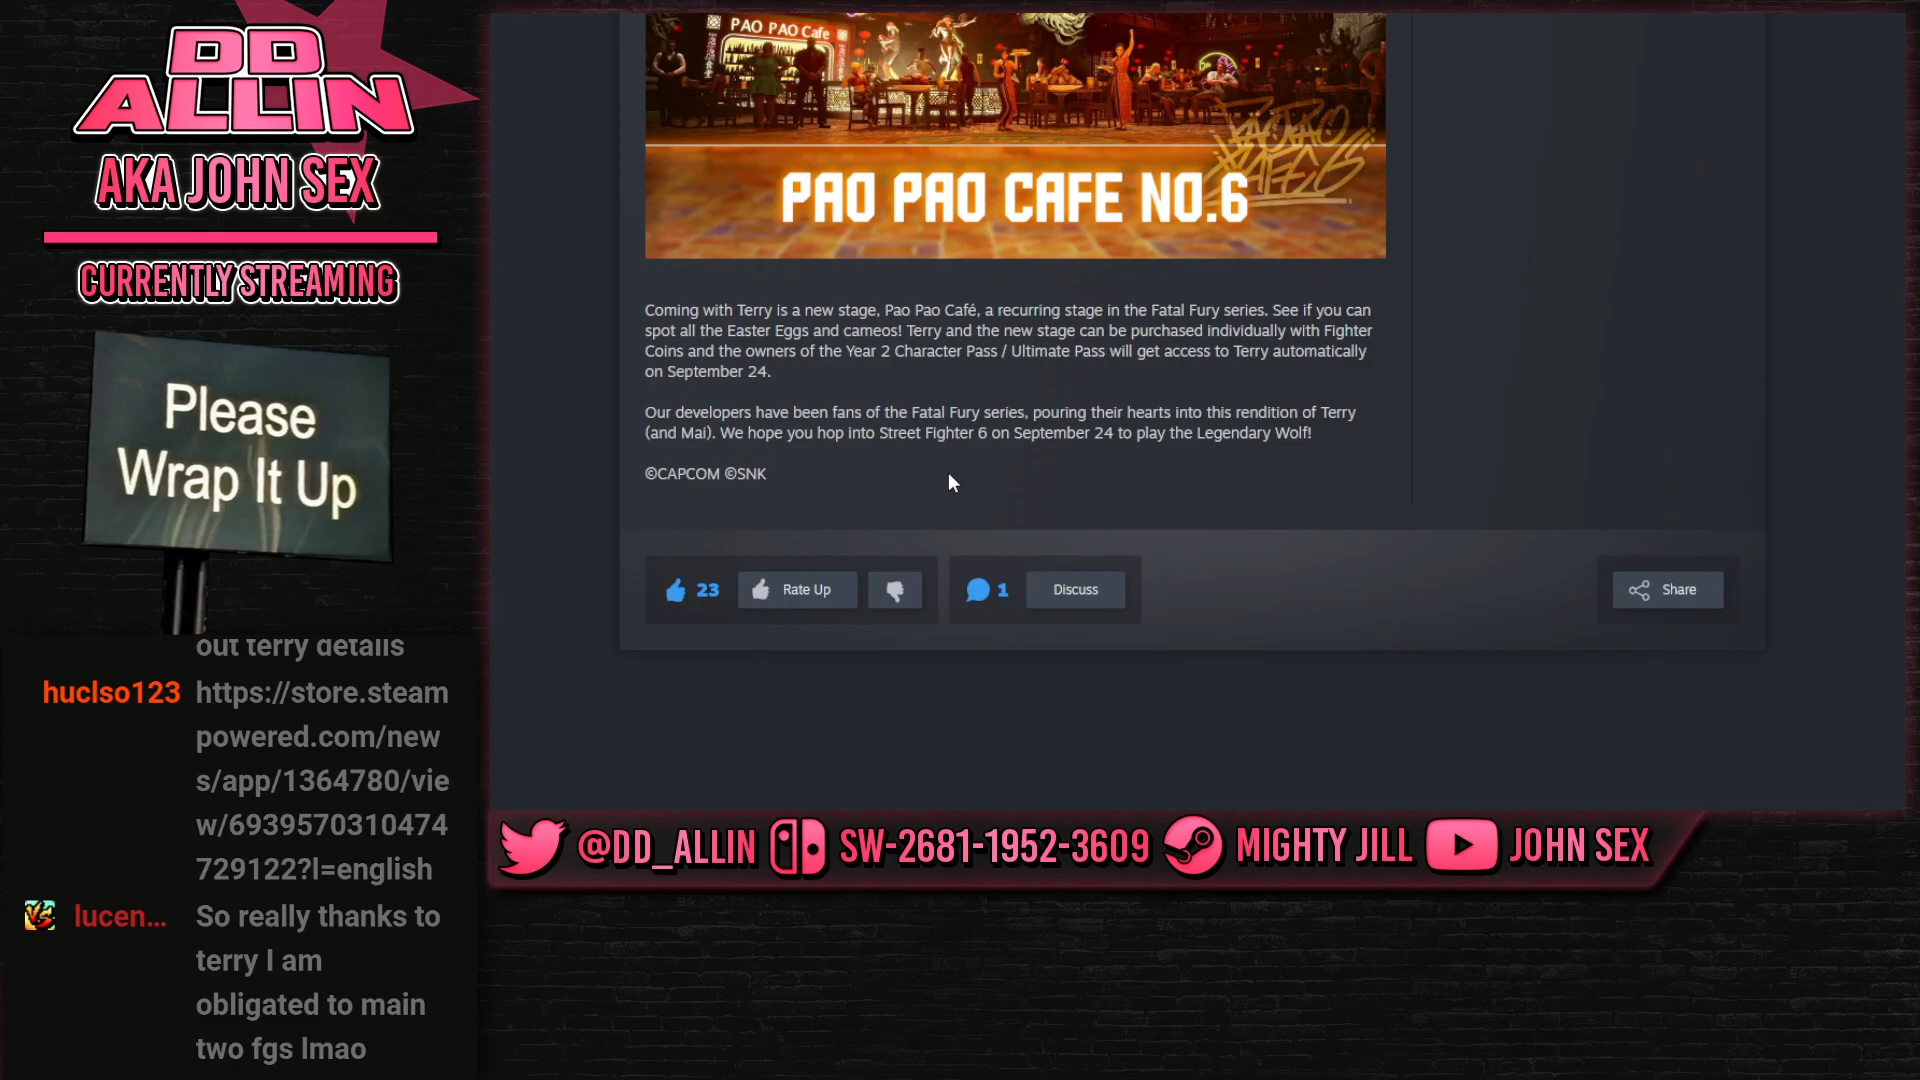 DD
ALLIN
AKA JOHN SEX
CURRENTLY STREAMING
Please
Wrap It Up
out terry details
huclso123 https://store.steam
powered.com/new
s/app/1364780/vie
w/6939570310474
729122?l=english
lucen... So really thanks to
terry I am
obligated to main
two fgs lmao
PAO PAO Cafe
PAO PAO CAFE NO.6
Coming with Terry is a new stage, Pao Pao Café, a recurring stage in the Fatal Fury series. See if you can
spot all the Easter Eggs and cameos! Terry and the new stage can be purchased individually with Fighter
Coins and the owners of the Year 2 Character Pass / Ultimate Pass will get access to Terry automatically
on September 24.
Our developers have been fans of the Fatal Fury series, pouring their hearts into this rendition of Terry
(and Mai). We hope you hop into Street Fighter 6 on September 24 to play the Legendary Wolf!
©CAPCOM ©SNK
23 Rate Up 1 Discuss Share
@DD_ALLIN SW-2681-1952-3609 MIGHTY JILL JOHN SEX